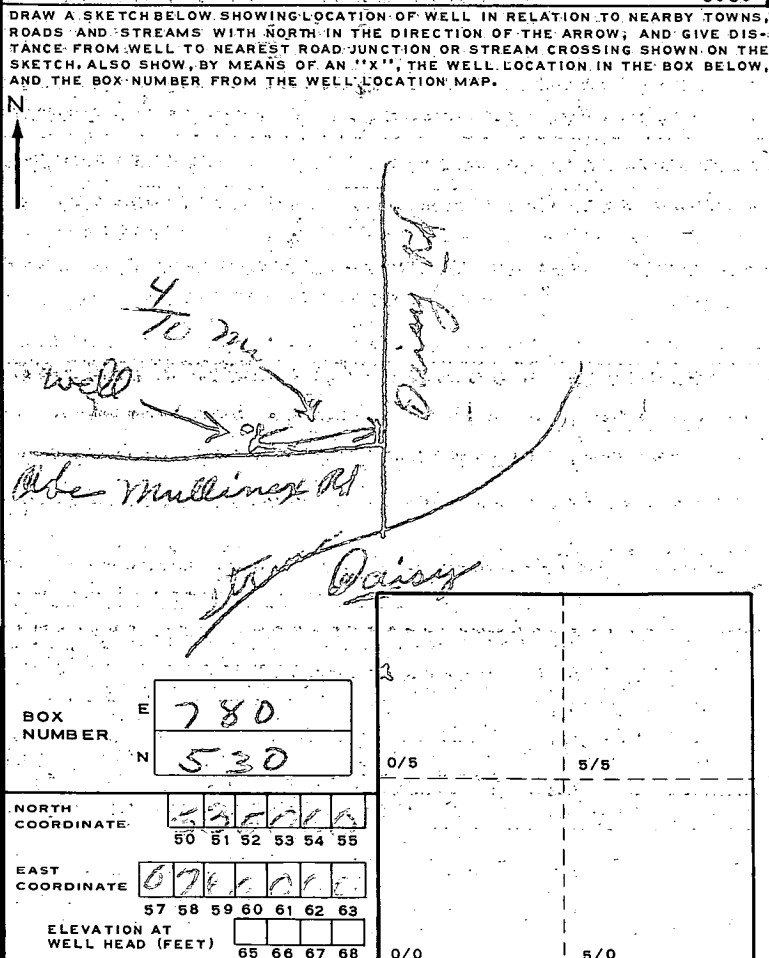 DRAW A SKETCH BELOW SHOWING LOCATION OF WELL IN RELATION TO NEARBY TOWNS,
ROADS AND STREAMS WITH NORTH IN THE DIRECTION OF THE ARROW, AND GIVE DIS-
TANCE FROM WELL TO NEAREST ROAD JUNCTION OR STREAM CROSSING SHOWN ON THE
SKETCH. ALSO SHOW, BY MEANS OF AN "X", THE WELL LOCATION IN THE BOX BELOW,
AND THE BOX NUMBER FROM THE WELL LOCATION MAP.
N
Daisy Rd
4/10 mi
well
Abe Mullinex Rd
Daisy
BOX NUMBER
E 780
N 530
0/5 5/5
NORTH COORDINATE
50 51 52 53 54 55
EAST COORDINATE
57 58 59 60 61 62 63
ELEVATION AT WELL HEAD (FEET)
65 66 67 68
0/0 5/0